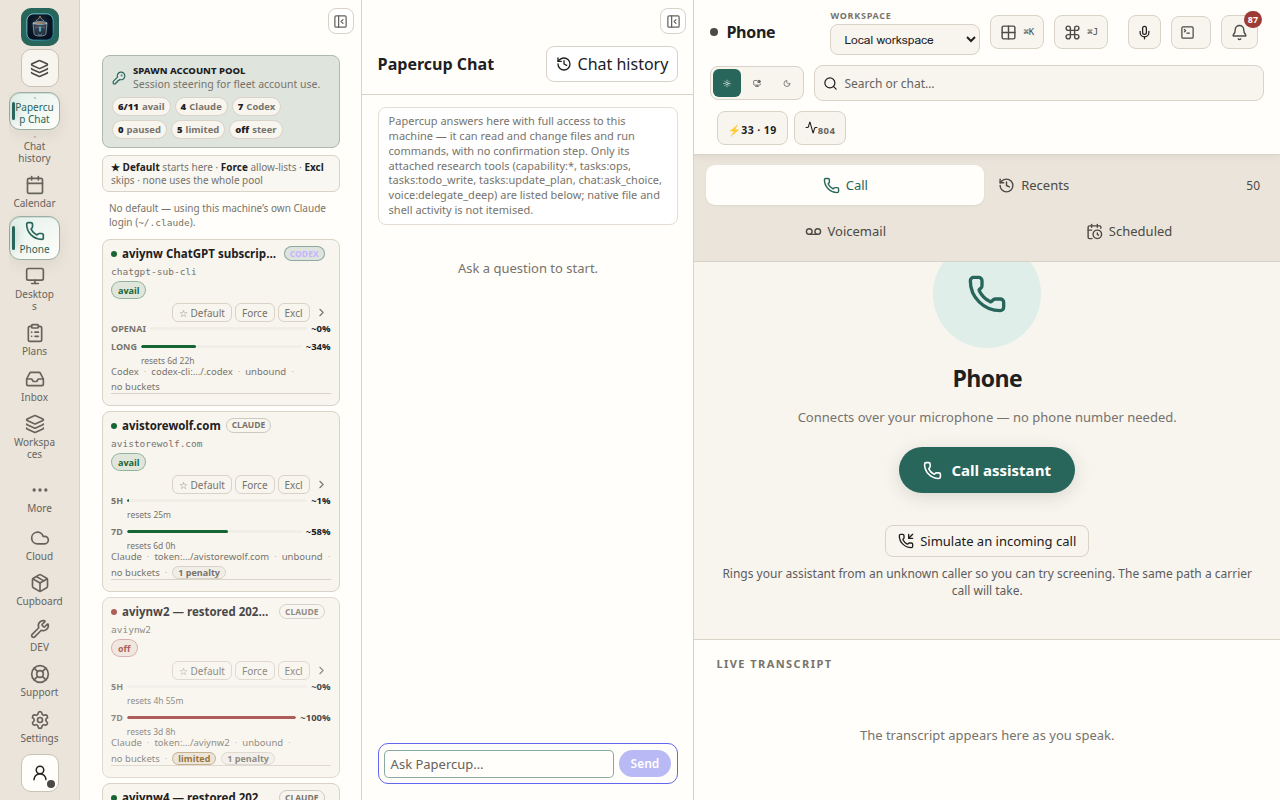 Papercu
p Chat
Chat
history
Calendar
Phone
Desktop
s
Plans
Inbox
Workspa
ces
More
Cloud
Cupboard
DEV
Support
Settings
SPAWN ACCOUNT POOL
Session steering for fleet account use.
6/11 avail 4 Claude 7 Codex
0 paused 5 limited off steer
★ Default starts here · Force allow-lists · Excl
skips · none uses the whole pool
No default — using this machine's own Claude
login (~/.claude).
aviynw ChatGPT subscrip... CODEX
chatgpt-sub-cli
avail
☆ Default Force Excl
OPENAI ~0%
LONG ~34%
resets 6d 22h
Codex · codex-cli:.../.codex · unbound ·
no buckets
avistorewolf.com CLAUDE
avistorewolf.com
avail
☆ Default Force Excl
5H ~1%
resets 25m
7D ~58%
resets 6d 0h
Claude · token:.../avistorewolf.com · unbound ·
no buckets 1 penalty
aviynw2 — restored 202... CLAUDE
aviynw2
off
☆ Default Force Excl
5H ~0%
resets 4h 55m
7D ~100%
resets 3d 8h
Claude · token:.../aviynw2 · unbound ·
no buckets limited 1 penalty
aviynw4 — restored 202... CLAUDE
Papercup Chat
Chat history
Papercup answers here with full access to this
machine — it can read and change files and run
commands, with no confirmation step. Only its
attached research tools (capability:*, tasks:ops,
tasks:todo_write, tasks:update_plan, chat:ask_choice,
voice:delegate_deep) are listed below; native file and
shell activity is not itemised.
Ask a question to start.
Ask Papercup...
Send
Phone
WORKSPACE
Local workspace
⌘K
⌘J
87
Search or chat...
⚡33 · 19
804
Call
Recents 50
Voicemail
Scheduled
Phone
Connects over your microphone — no phone number needed.
Call assistant
Simulate an incoming call
Rings your assistant from an unknown caller so you can try screening. The same path a carrier
call will take.
LIVE TRANSCRIPT
The transcript appears here as you speak.